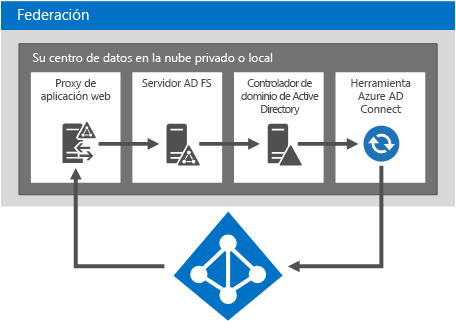 Federación
Su centro de datos en la nube privado o local
Proxy de
aplicación web
Servidor AD FS
Controlador de
dominio de Active
Directory
Herramienta
Azure AD
Connect